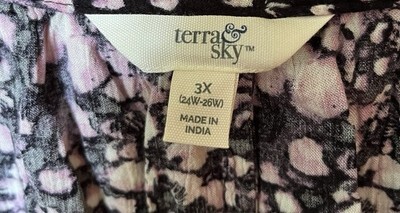 terra &
sky™
3X
(24W-26W)
MADE IN
INDIA